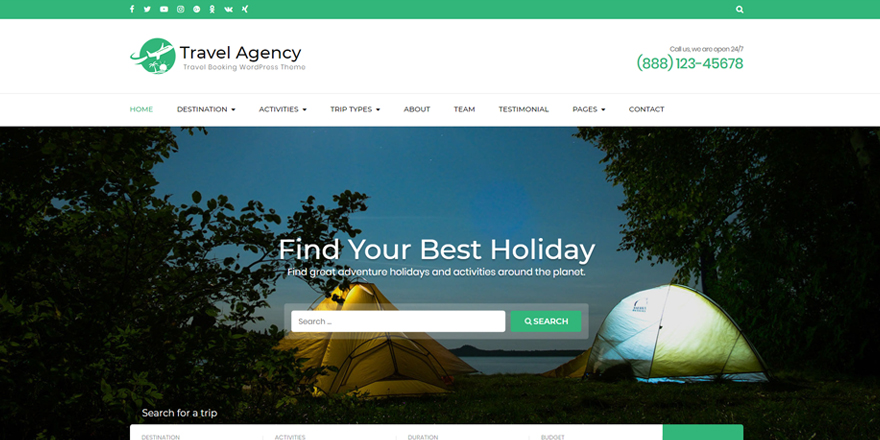 Travel Agency
Travel Booking WordPress Theme
Call us, we are open 24/7
(888) 123-45678
HOME DESTINATION ACTIVITIES TRIP TYPES ABOUT TEAM TESTIMONIAL PAGES CONTACT
Find Your Best Holiday
Find great adventure holidays and activities around the planet.
Search ...
SEARCH
Search for a trip
DESTINATION ACTIVITIES DURATION BUDGET